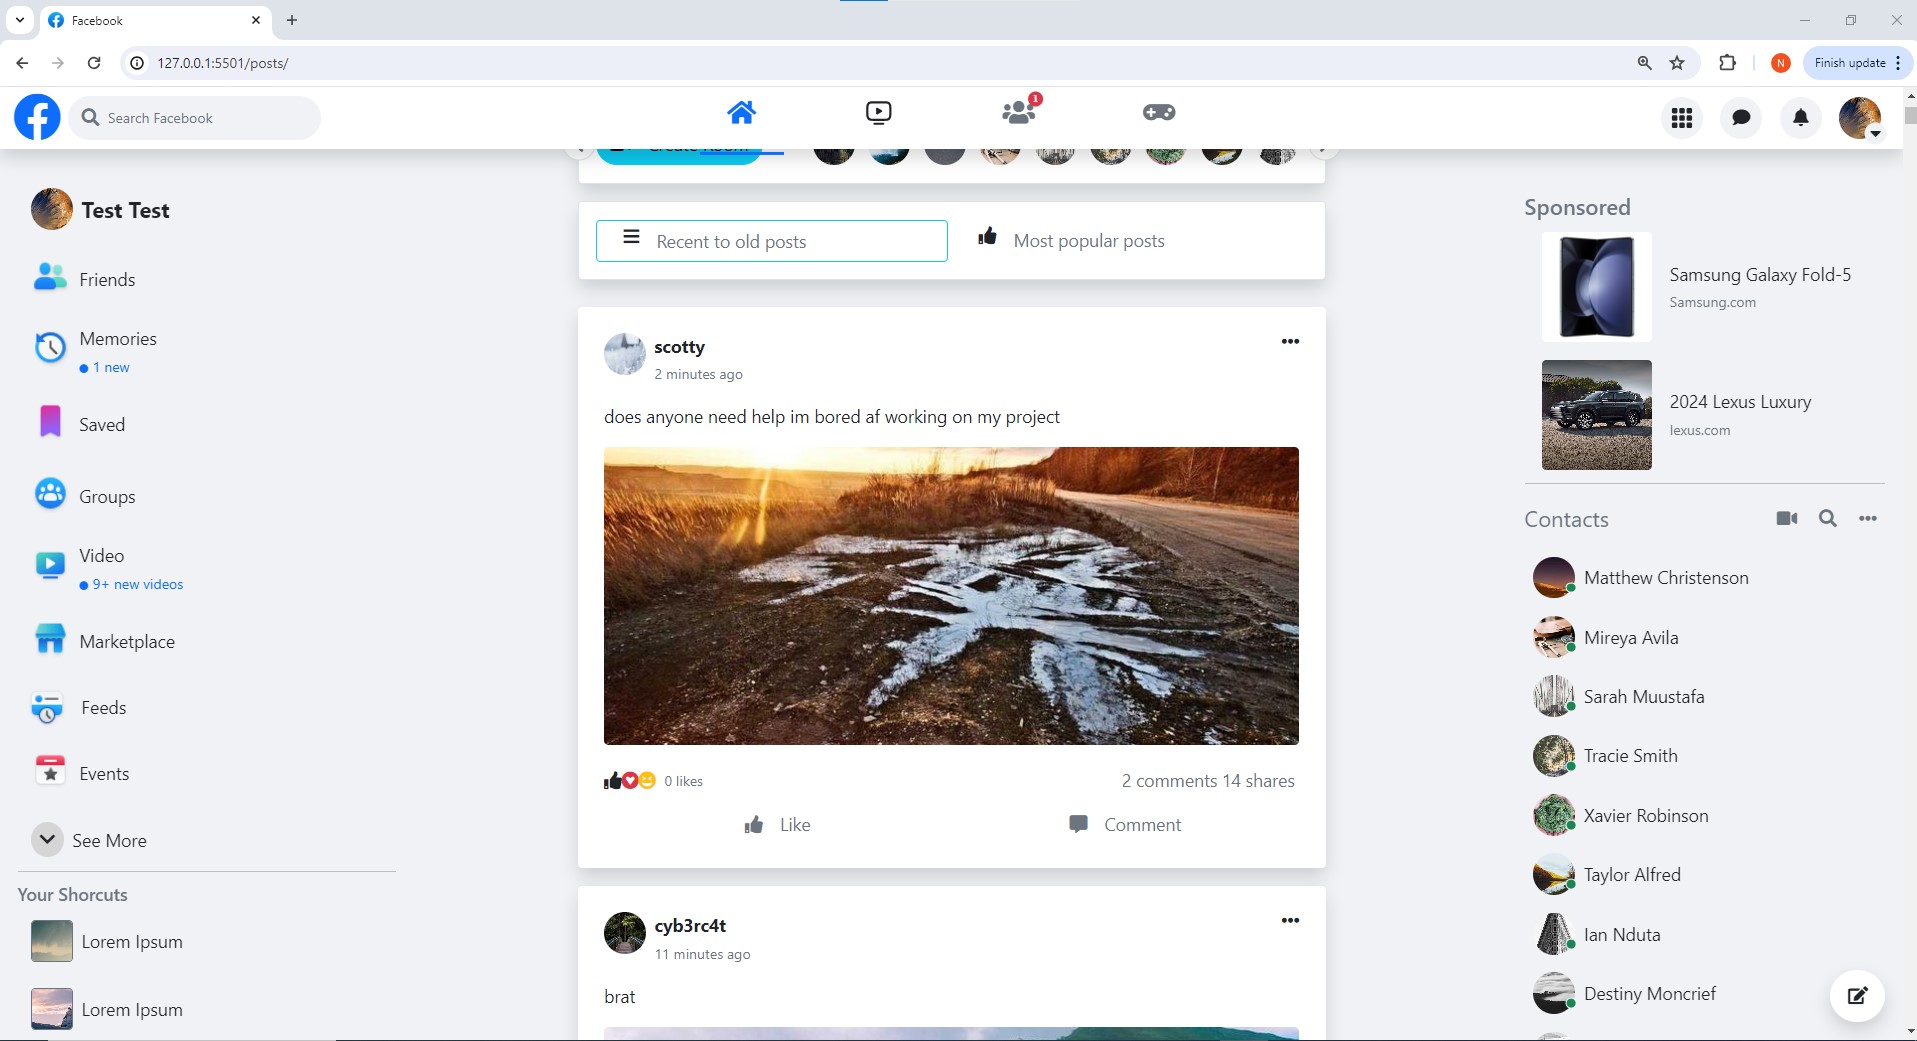 Facebook
127.0.0.1:5501/posts/
N
Finish update
Search Facebook
1
Create Room
Test Test
Friends
Memories
1 new
Saved
Groups
Video
9+ new videos
Marketplace
Feeds
Events
See More
Your Shorcuts
Lorem Ipsum
Lorem Ipsum
Recent to old posts
Most popular posts
scotty
2 minutes ago
does anyone need help im bored af working on my project
0 likes
2 comments 14 shares
Like
Comment
cyb3rc4t
11 minutes ago
brat
Sponsored
Samsung Galaxy Fold-5
Samsung.com
2024 Lexus Luxury
lexus.com
Contacts
Matthew Christenson
Mireya Avila
Sarah Muustafa
Tracie Smith
Xavier Robinson
Taylor Alfred
Ian Nduta
Destiny Moncrief